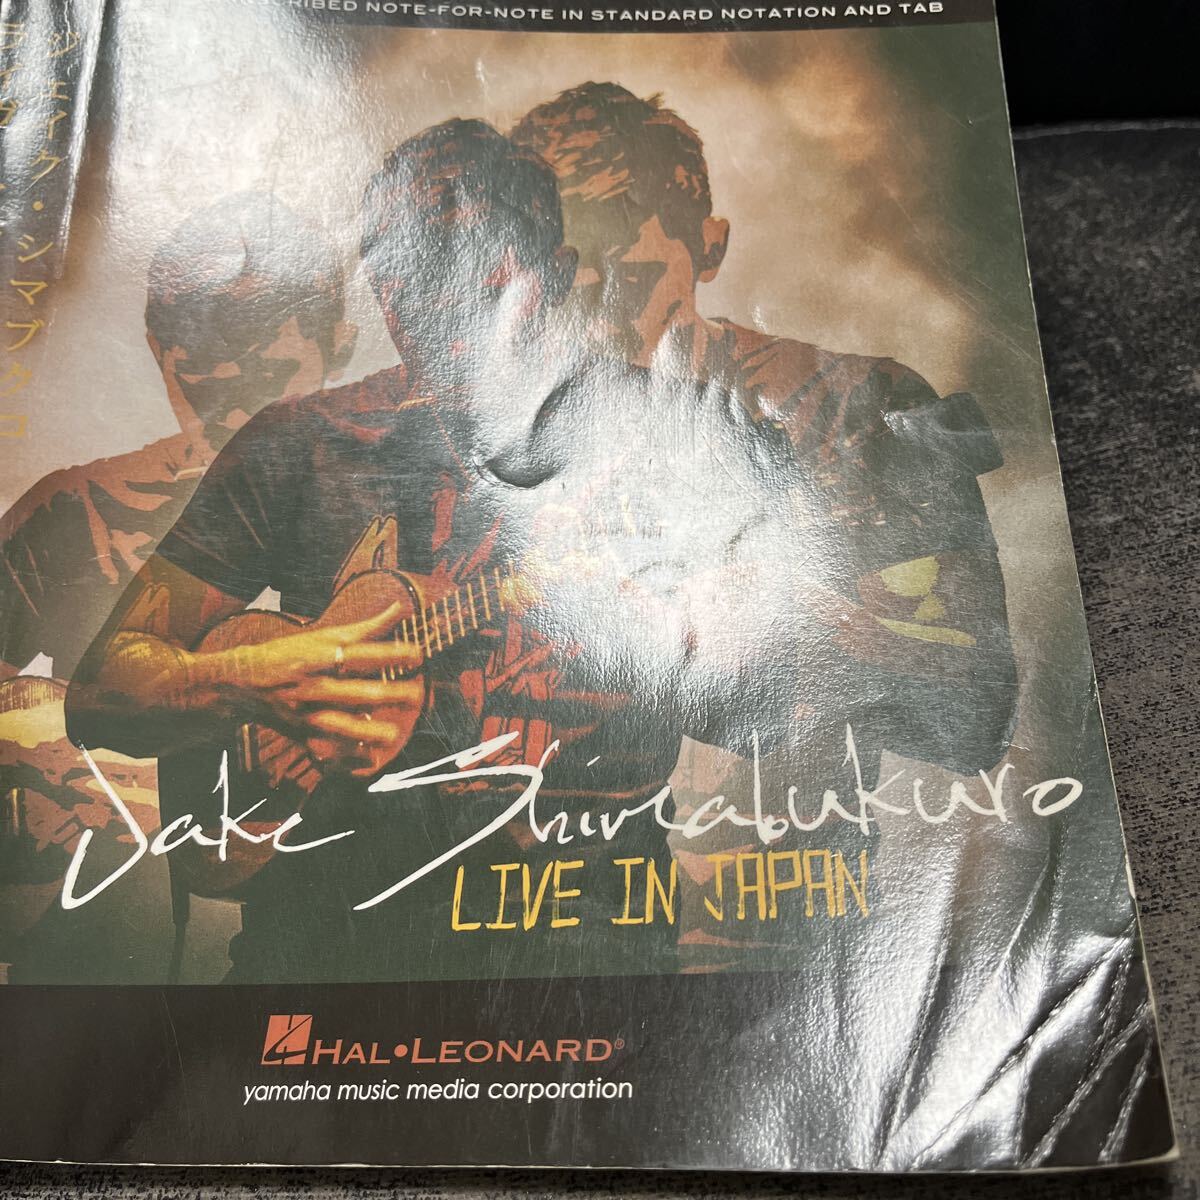 NOTE-FOR-NOTE IN STANDARD NOTATION AND TAB
ジェイク・シマブクロ
Jake Shimabukuro
LIVE IN JAPAN
HAL•LEONARD®
yamaha music media corporation